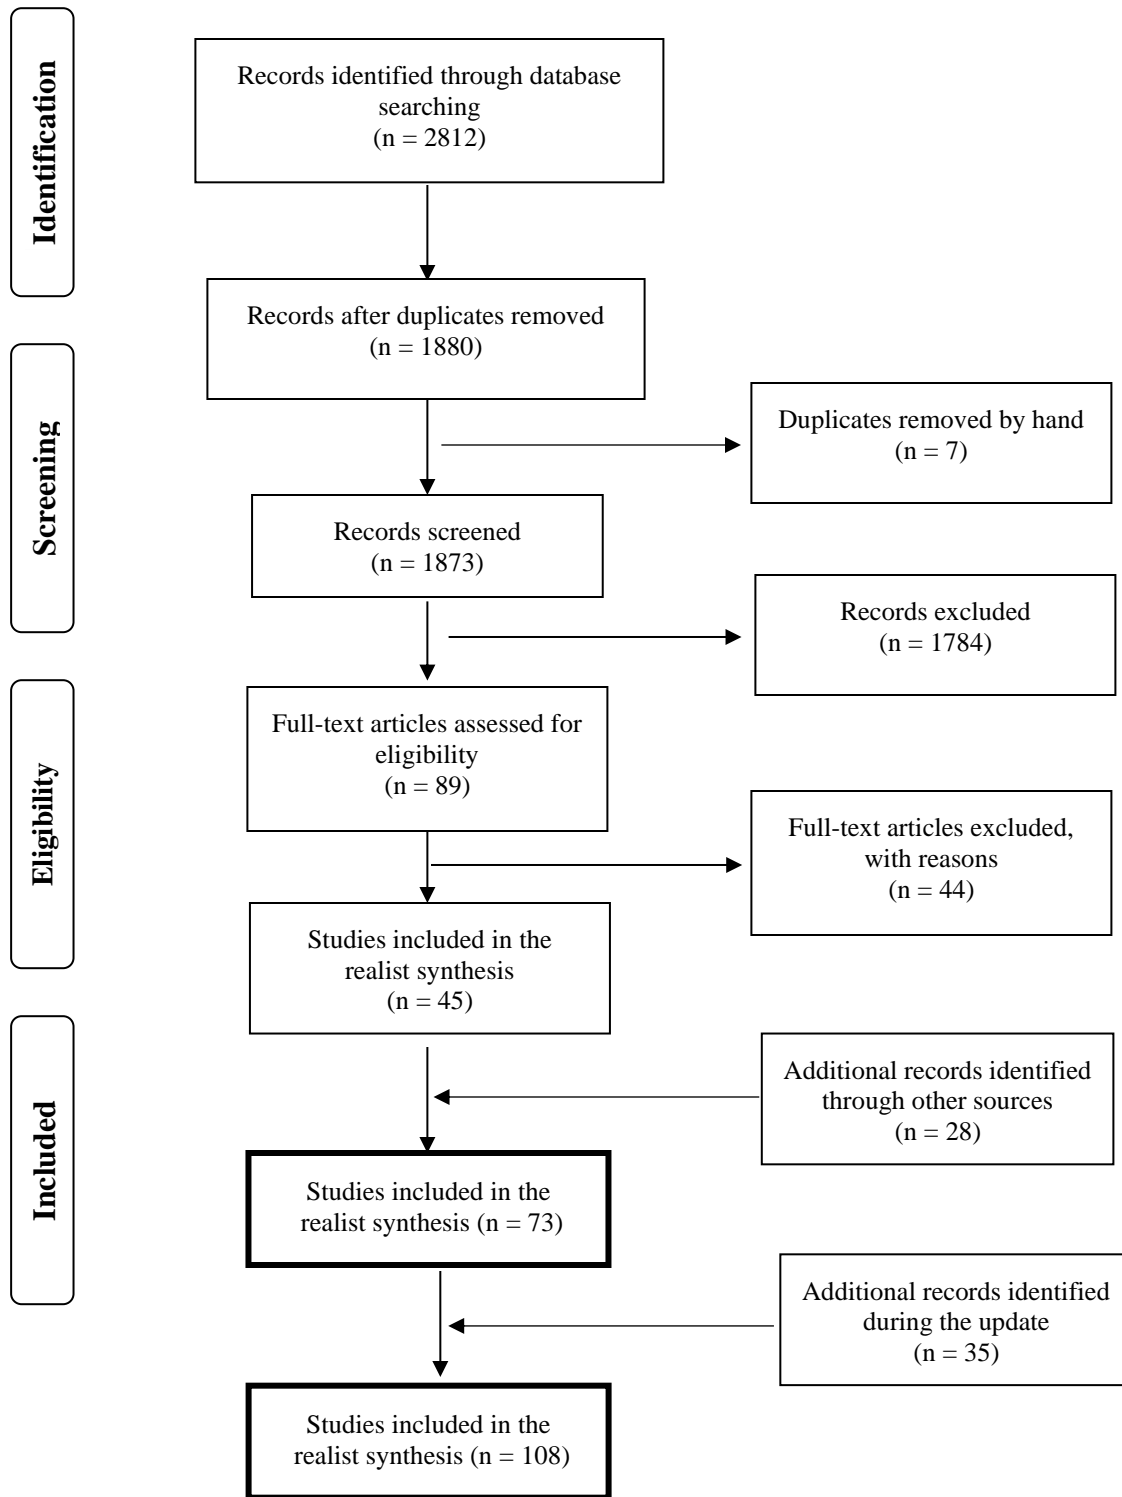 Identification
Records identified through database
searching
(n = 2812)
Records after duplicates removed
(n = 1880)
Screening
Duplicates removed by hand
(n = 7)
Records screened
(n = 1873)
Records excluded
(n = 1784)
Eligibility
Full-text articles assessed for
eligibility
(n = 89)
Full-text articles excluded,
with reasons
(n = 44)
Studies included in the
realist synthesis
(n = 45)
Included
Additional records identified
through other sources
(n = 28)
Studies included in the
realist synthesis (n = 73)
Additional records identified
during the update
(n = 35)
Studies included in the
realist synthesis (n = 108)